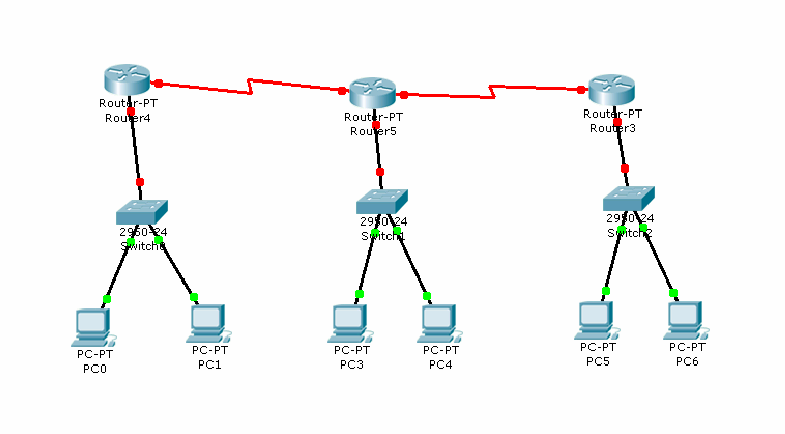 Router-PT
Router4
Router-PT
Router5
Router-PT
Router3
2950-24
Switch0
2950-24
Switch1
2950-24
Switch2
PC-PT
PC0
PC-PT
PC1
PC-PT
PC3
PC-PT
PC4
PC-PT
PC5
PC-PT
PC6